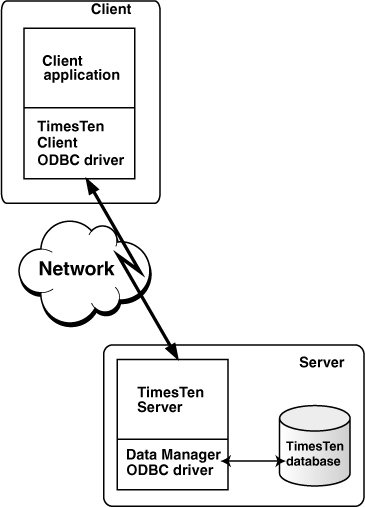 Client
Client
application
TimesTen
Client
ODBC driver
Network
Server
TimesTen
Server
Data Manager
ODBC driver
TimesTen
database